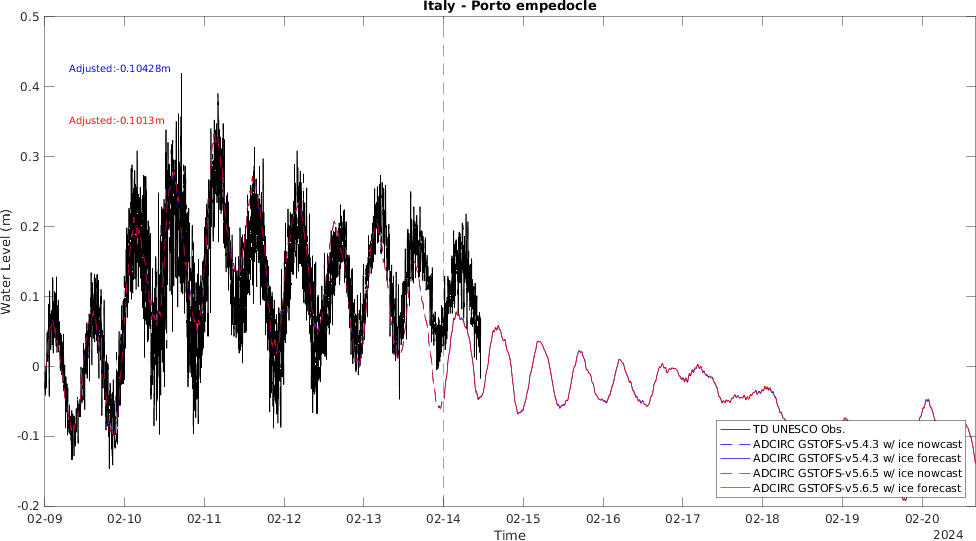 Italy - Porto empedocle
0.5
0.4
0.3
0.2
0.1
0
-0.1
-0.2
Water Level (m)
Adjusted:-0.10428m
Adjusted:-0.1013m
TD UNESCO Obs.
ADCIRC GSTOFS-v5.4.3 w/ ice nowcast
ADCIRC GSTOFS-v5.4.3 w/ ice forecast
ADCIRC GSTOFS-v5.6.5 w/ ice nowcast
ADCIRC GSTOFS-v5.6.5 w/ ice forecast
02-09 02-10 02-11 02-12 02-13 02-14 02-15 02-16 02-17 02-18 02-19 02-20
Time
2024